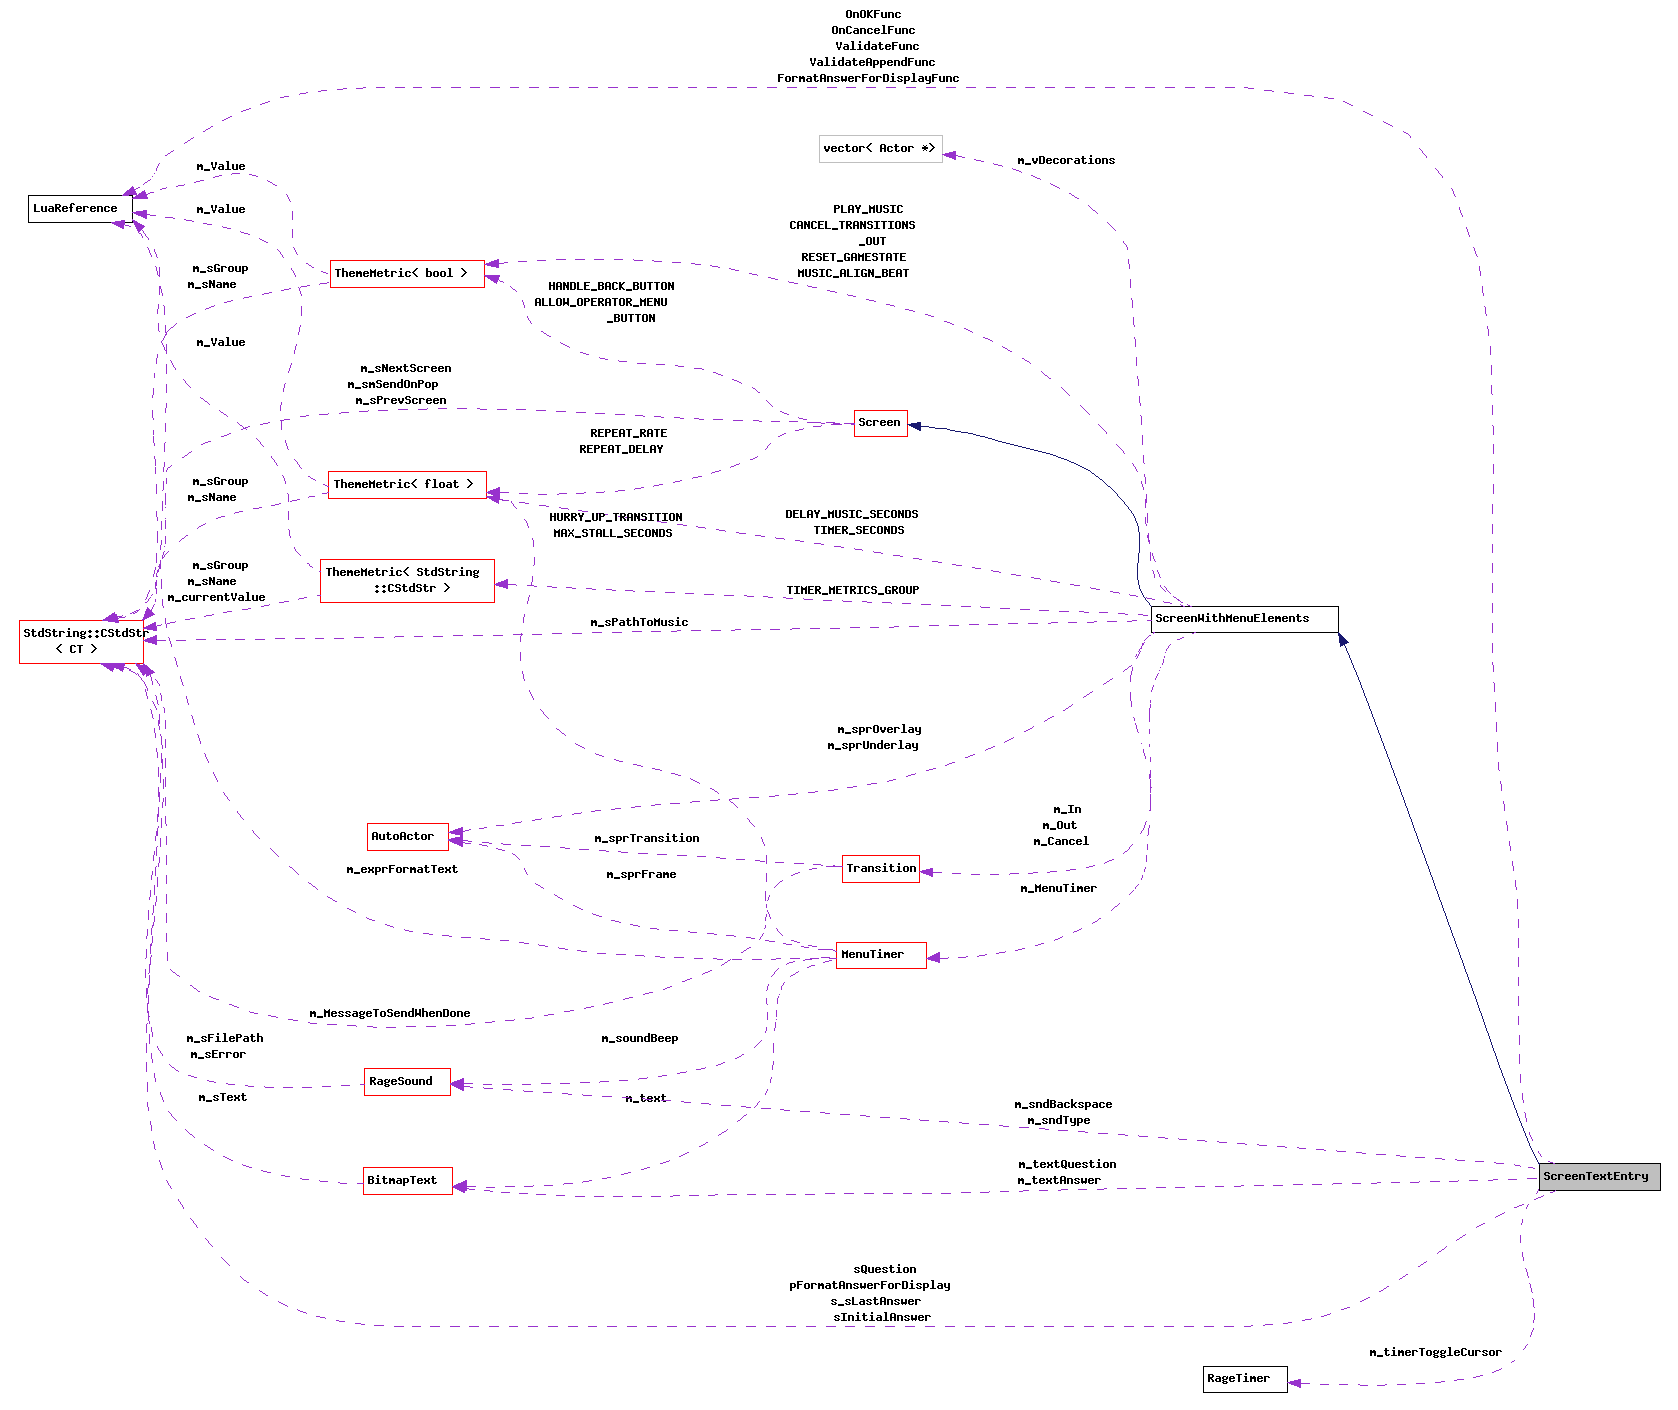 OnOKFunc
OnCancelFunc
ValidateFunc
ValidateAppendFunc
FormatAnswerForDisplayFunc
vector< Actor *>
m_vDecorations
m_Value
LuaReference
m_Value
PLAY_MUSIC
CANCEL_TRANSITIONS
_OUT
RESET_GAMESTATE
MUSIC_ALIGN_BEAT
m_sGroup
m_sName
ThemeMetric< bool >
HANDLE_BACK_BUTTON
ALLOW_OPERATOR_MENU
_BUTTON
m_Value
m_sNextScreen
m_smSendOnPop
m_sPrevScreen
Screen
REPEAT_RATE
REPEAT_DELAY
m_sGroup
m_sName
ThemeMetric< float >
HURRY_UP_TRANSITION
MAX_STALL_SECONDS
DELAY_MUSIC_SECONDS
TIMER_SECONDS
m_sGroup
m_sName
m_currentValue
ThemeMetric< StdString
::CStdStr >
TIMER_METRICS_GROUP
m_sPathToMusic
ScreenWithMenuElements
StdString::CStdStr
< CT >
m_sprOverlay
m_sprUnderlay
AutoActor
m_sprTransition
m_In
m_Out
m_Cancel
m_exprFormatText
m_sprFrame
Transition
m_MenuTimer
MenuTimer
m_MessageToSendWhenDone
m_sFilePath
m_sError
m_soundBeep
RageSound
m_sText
m_text
m_sndBackspace
m_sndType
BitmapText
m_textQuestion
m_textAnswer
ScreenTextEntry
sQuestion
pFormatAnswerForDisplay
s_sLastAnswer
sInitialAnswer
m_timerToggleCursor
RageTimer